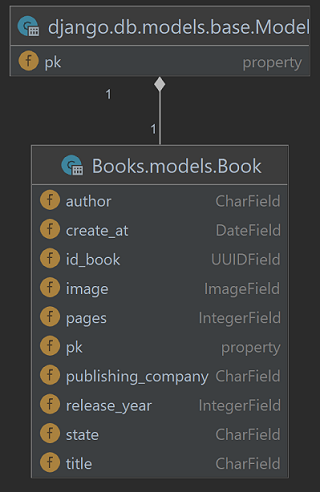 django.db.models.base.Model
pk property
1
1
Books.models.Book
author CharField
create_at DateField
id_book UUIDField
image ImageField
pages IntegerField
pk property
publishing_company CharField
release_year IntegerField
state CharField
title CharField